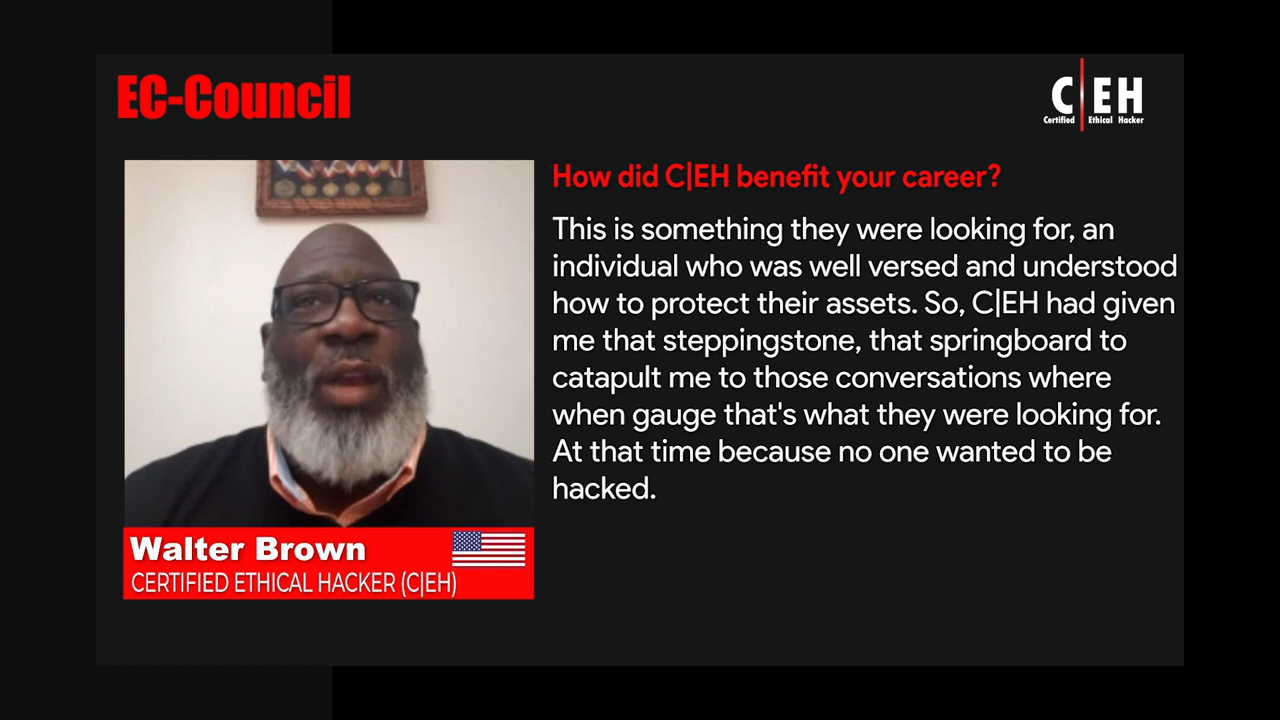 EC-Council
C|EH
Certified Ethical Hacker
How did C|EH benefit your career?
This is something they were looking for, an
individual who was well versed and understood
how to protect their assets. So, C|EH had given
me that steppingstone, that springboard to
catapult me to those conversations where
when gauge that's what they were looking for.
At that time because no one wanted to be
hacked.
Walter Brown
CERTIFIED ETHICAL HACKER (C|EH)